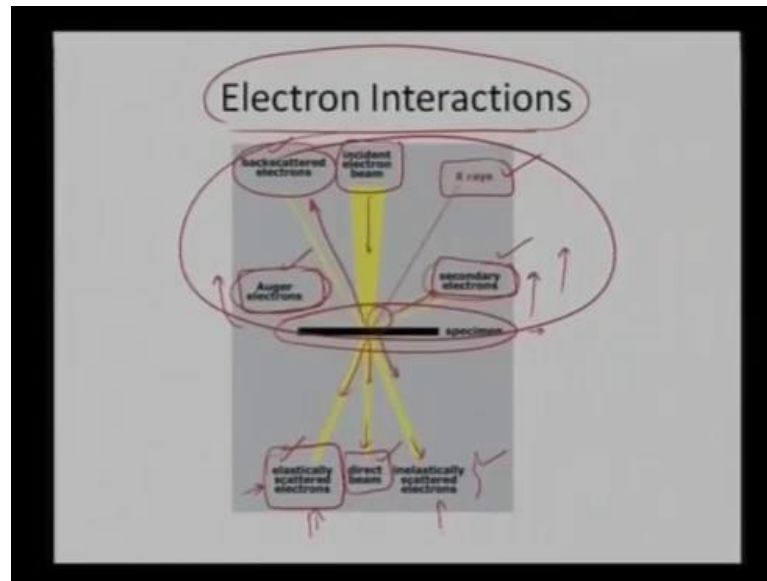 Electron Interactions
backscattered
electrons
incident
electron
beam
X rays
Auger
electrons
secondary
electrons
specimen
elastically
scattered
electrons
direct
beam
inelastically
scattered
electrons